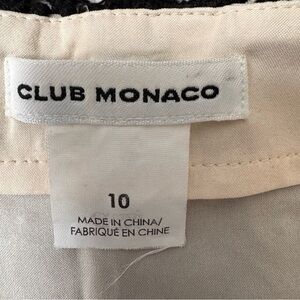 CLUB MONACO
10
MADE IN CHINA/
FABRIQUÉ EN CHINE